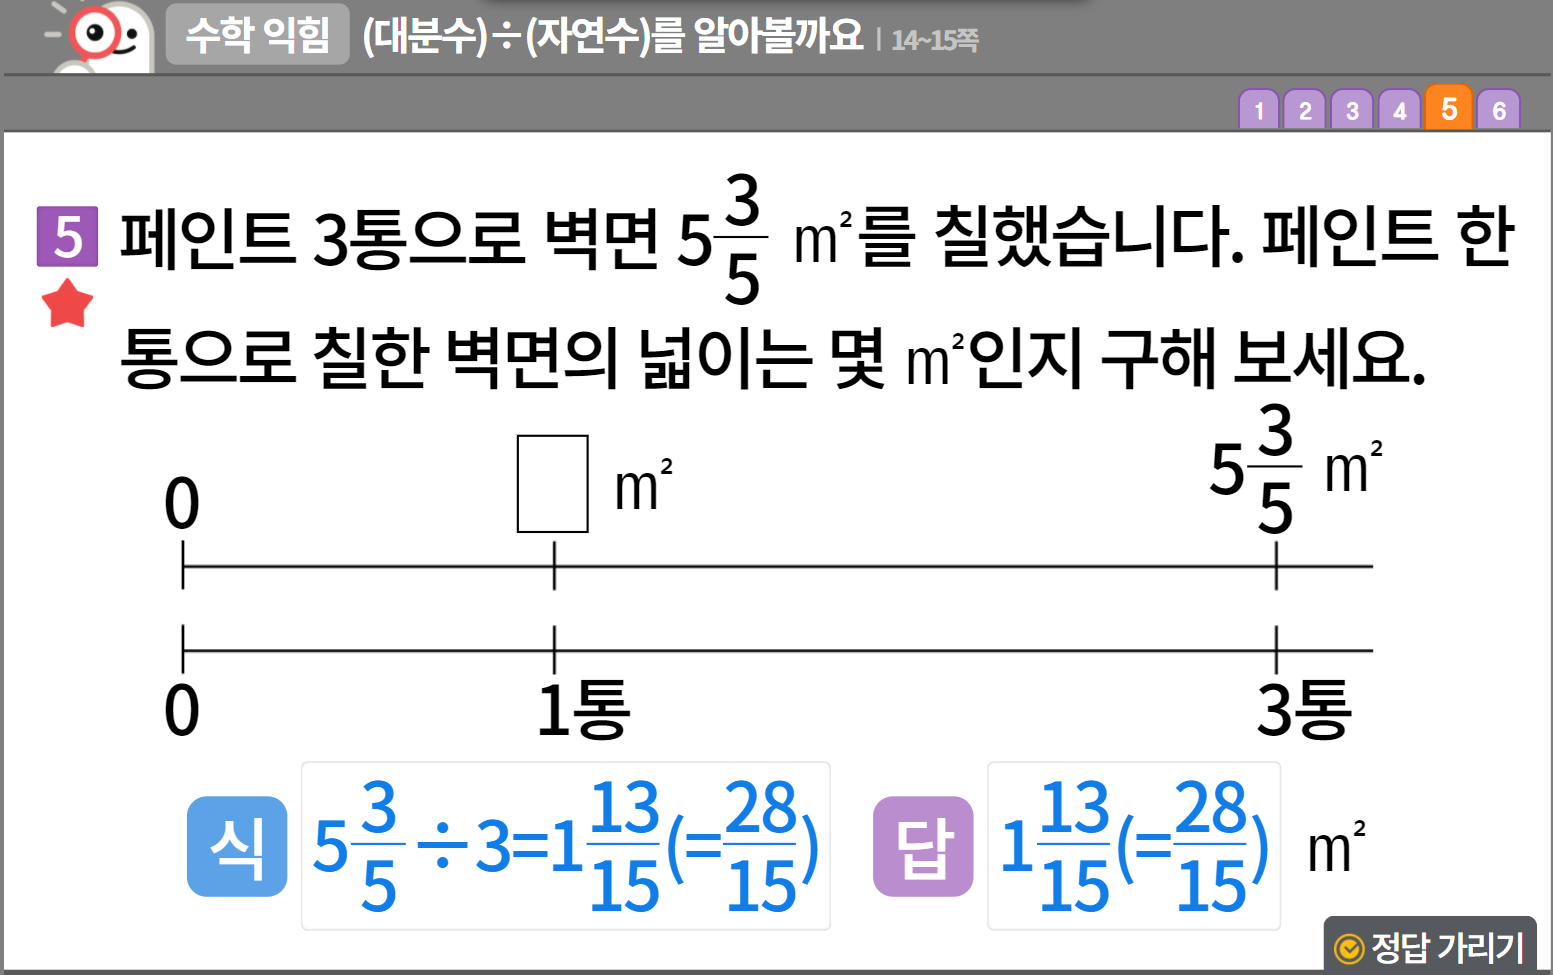 수학 익힘 (대분수)÷(자연수)를 알아볼까요 | 14~15쪽
1 2 3 4 5 6
5 페인트 3통으로 벽면 5 3/5 m²를 칠했습니다. 페인트 한
통으로 칠한 벽면의 넓이는 몇 m²인지 구해 보세요.
0 □ m² 5 3/5 m²
0 1통 3통
식 5 3/5 ÷3=1 13/15 (= 28/15) 답 1 13/15 (= 28/15) m²
정답 가리기